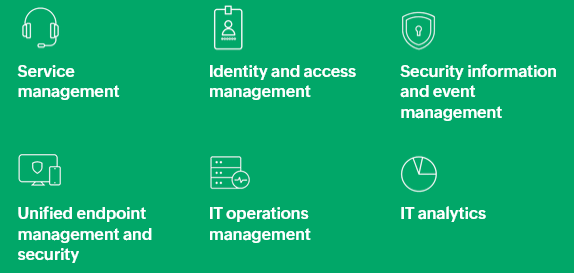 Service
management
Identity and access
management
Security information
and event
management
Unified endpoint
management and
security
IT operations
management
IT analytics